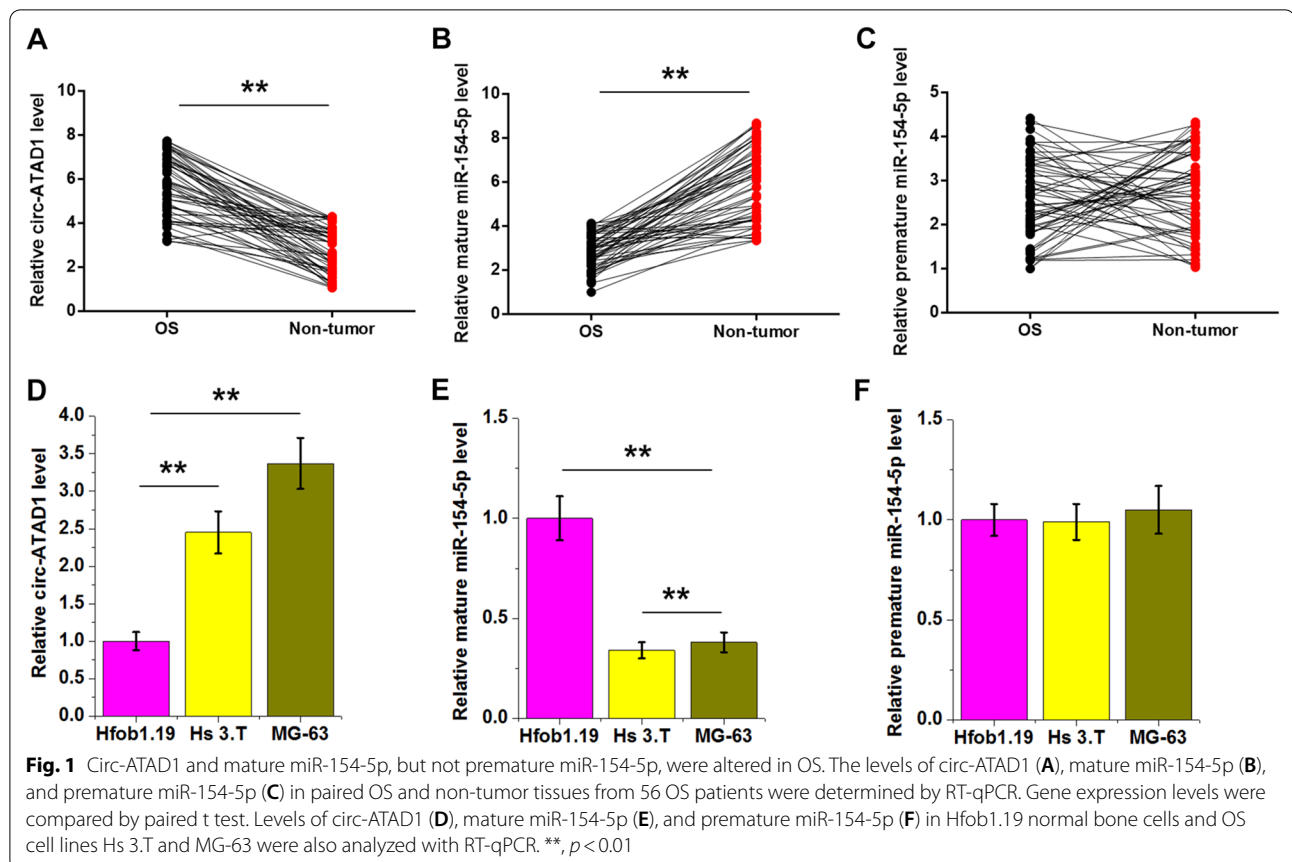 A
Relative circ-ATAD1 level
10
8
6
4
2
0
**
OS
Non-tumor
B
Relative mature miR-154-5p level
10
8
6
4
2
0
**
OS
Non-tumor
C
Relative premature miR-154-5p level
5
4
3
2
1
0
OS
Non-tumor
D
Relative circ-ATAD1 level
4.0
3.5
3.0
2.5
2.0
1.5
1.0
0.5
0.0
**
**
Hfob1.19
Hs 3.T
MG-63
E
Relative mature miR-154-5p level
1.5
1.0
0.5
0.0
**
**
Hfob1.19
Hs 3.T
MG-63
F
Relative premature miR-154-5p level
1.5
1.0
0.5
0.0
Hfob1.19
Hs 3.T
MG-63
Fig. 1 Circ-ATAD1 and mature miR-154-5p, but not premature miR-154-5p, were altered in OS. The levels of circ-ATAD1 (A), mature miR-154-5p (B),
and premature miR-154-5p (C) in paired OS and non-tumor tissues from 56 OS patients were determined by RT-qPCR. Gene expression levels were
compared by paired t test. Levels of circ-ATAD1 (D), mature miR-154-5p (E), and premature miR-154-5p (F) in Hfob1.19 normal bone cells and OS
cell lines Hs 3.T and MG-63 were also analyzed with RT-qPCR. **, p < 0.01